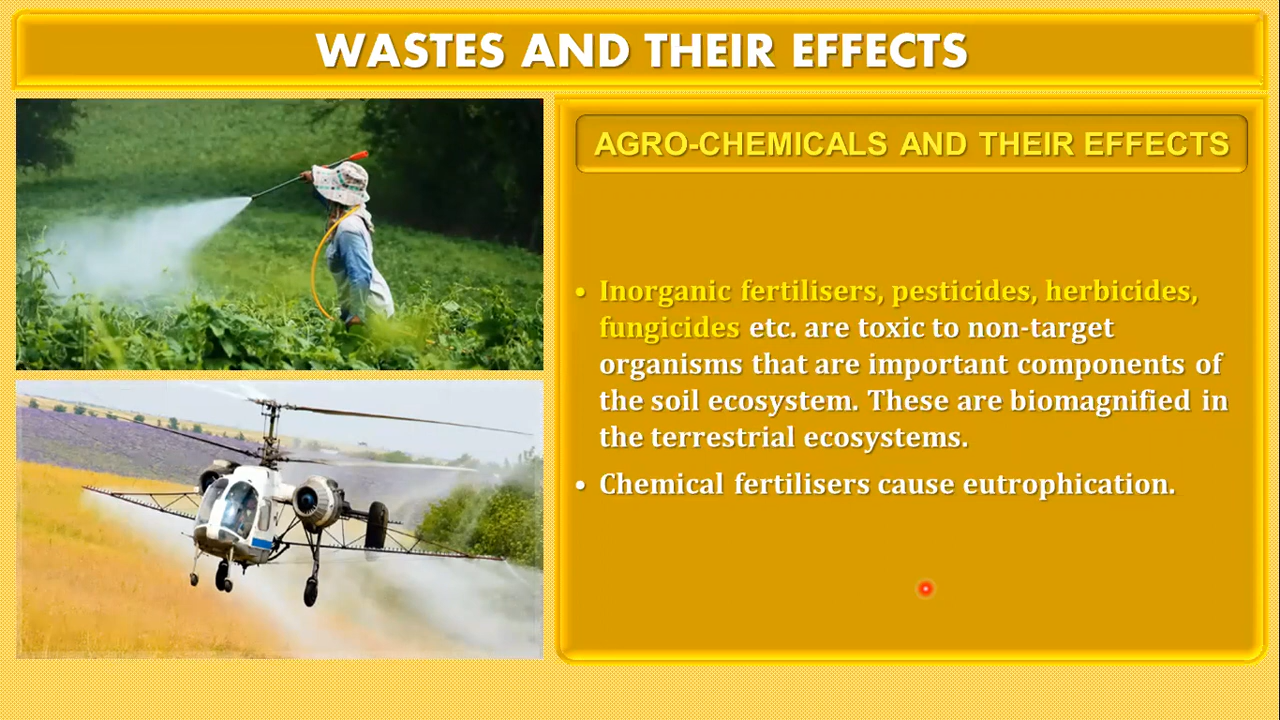 WASTES AND THEIR EFFECTS
AGRO-CHEMICALS AND THEIR EFFECTS
• Inorganic fertilisers, pesticides, herbicides,
fungicides etc. are toxic to non-target
organisms that are important components of
the soil ecosystem. These are biomagnified in
the terrestrial ecosystems.
• Chemical fertilisers cause eutrophication.